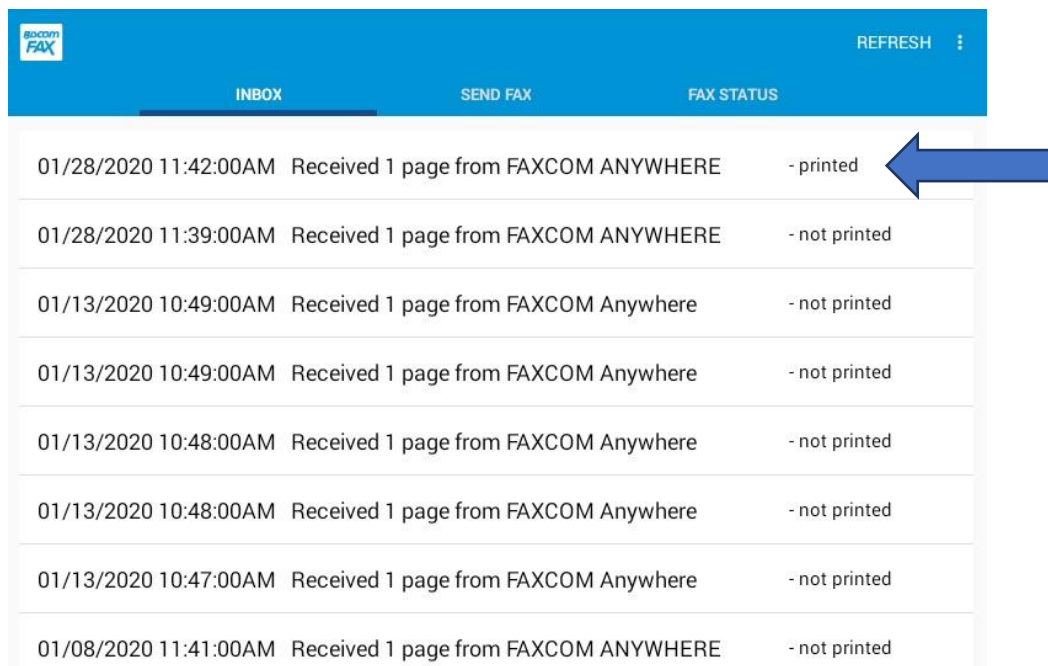 BISCOM
FAX
REFRESH
INBOX SEND FAX FAX STATUS
01/28/2020 11:42:00AM Received 1 page from FAXCOM ANYWHERE - printed
01/28/2020 11:39:00AM Received 1 page from FAXCOM ANYWHERE - not printed
01/13/2020 10:49:00AM Received 1 page from FAXCOM Anywhere - not printed
01/13/2020 10:49:00AM Received 1 page from FAXCOM Anywhere - not printed
01/13/2020 10:48:00AM Received 1 page from FAXCOM Anywhere - not printed
01/13/2020 10:48:00AM Received 1 page from FAXCOM Anywhere - not printed
01/13/2020 10:47:00AM Received 1 page from FAXCOM Anywhere - not printed
01/08/2020 11:41:00AM Received 1 page from FAXCOM ANYWHERE - not printed